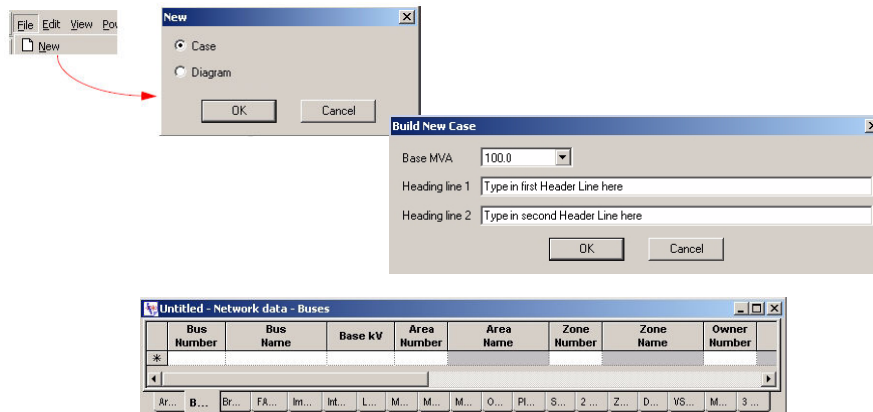 File Edit View Pou
New
New
Case
Diagram
OK Cancel
Build New Case
Base MVA 100.0
Heading line 1 Type in first Header Line here
Heading line 2 Type in second Header Line here
OK Cancel
Untitled - Network data - Buses
Bus Number Bus Name Base kV Area Number Area Name Zone Number Zone Name Owner Number
*
Ar... B... Br... FA... Im... Int... L... M... M... M... O... Pl... S... 2 ... Z... D... VS... M... 3 ...